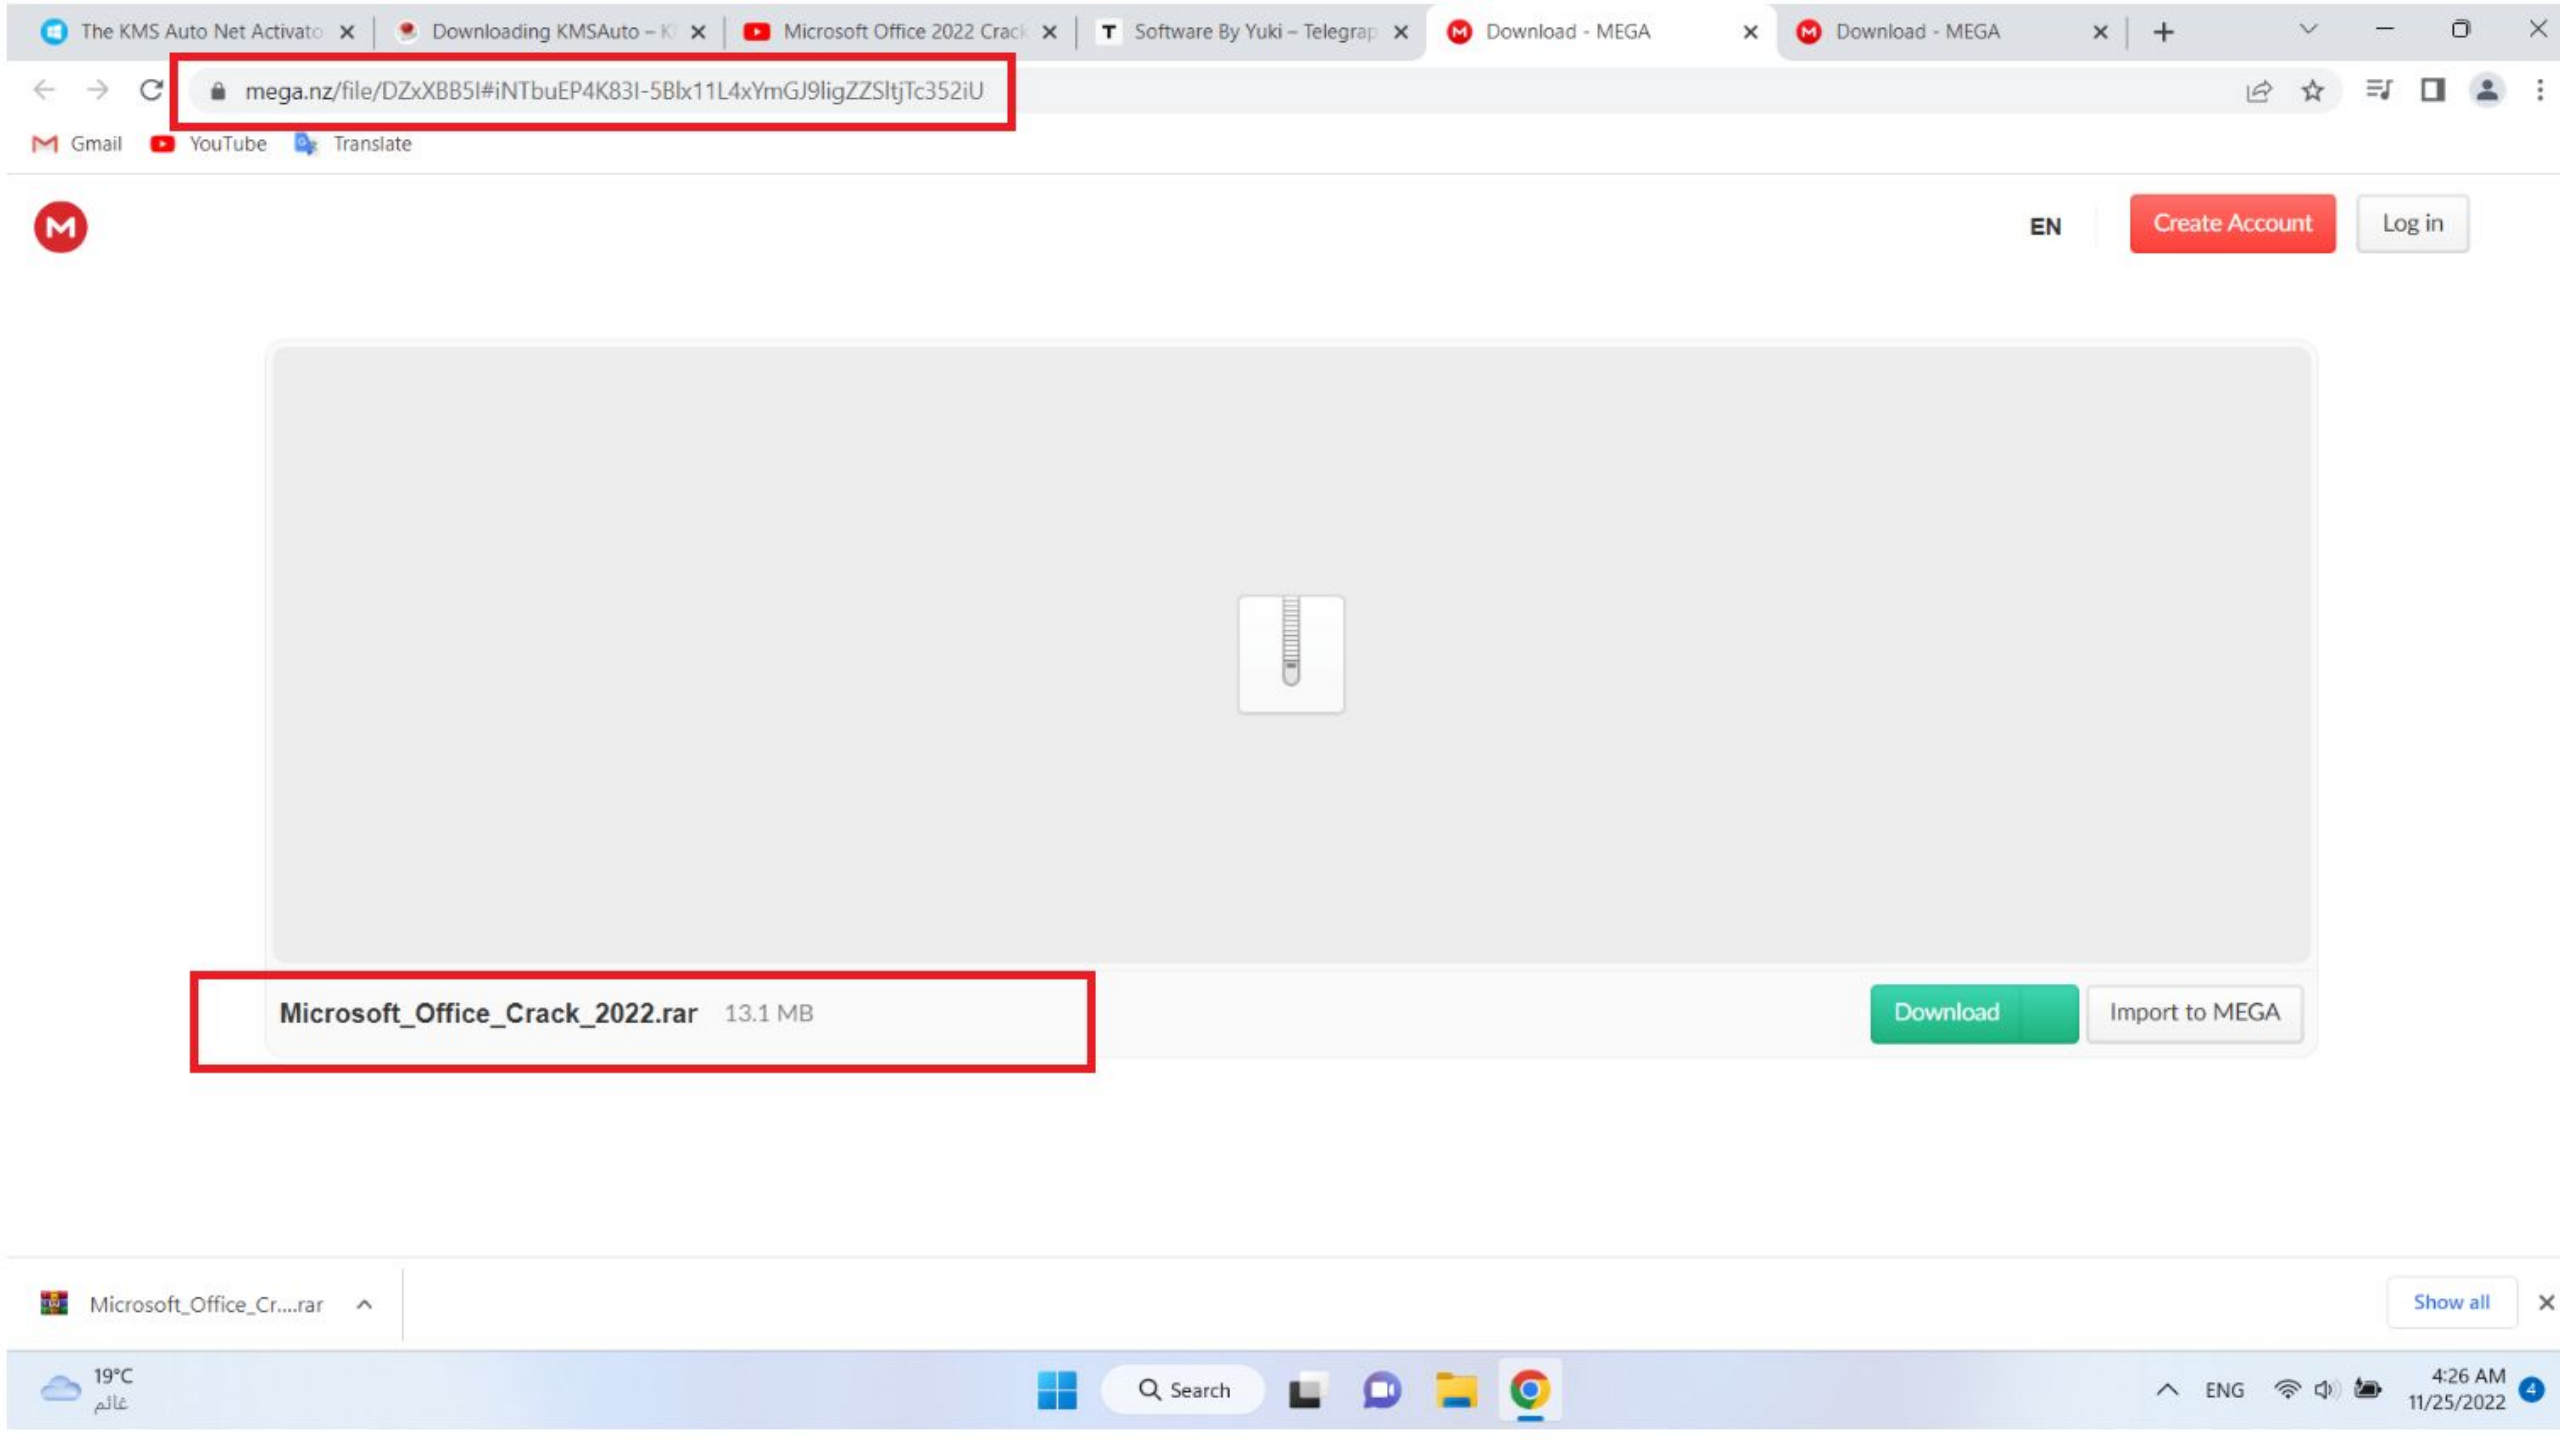 The KMS Auto Net Activato
Downloading KMSAuto – K
Microsoft Office 2022 Crack
T Software By Yuki – Telegrap
Download - MEGA
Download - MEGA
mega.nz/file/DZxXBB5I#iNTbuEP4K83I-5Blx11L4xYmGJ9ligZZSltjTc352iU
Gmail YouTube Translate
M
EN
Create Account
Log in
Microsoft_Office_Crack_2022.rar 13.1 MB
Download
Import to MEGA
Microsoft_Office_Cr....rar
Show all
19°C
غائم
Search
ENG
4:26 AM
11/25/2022
4